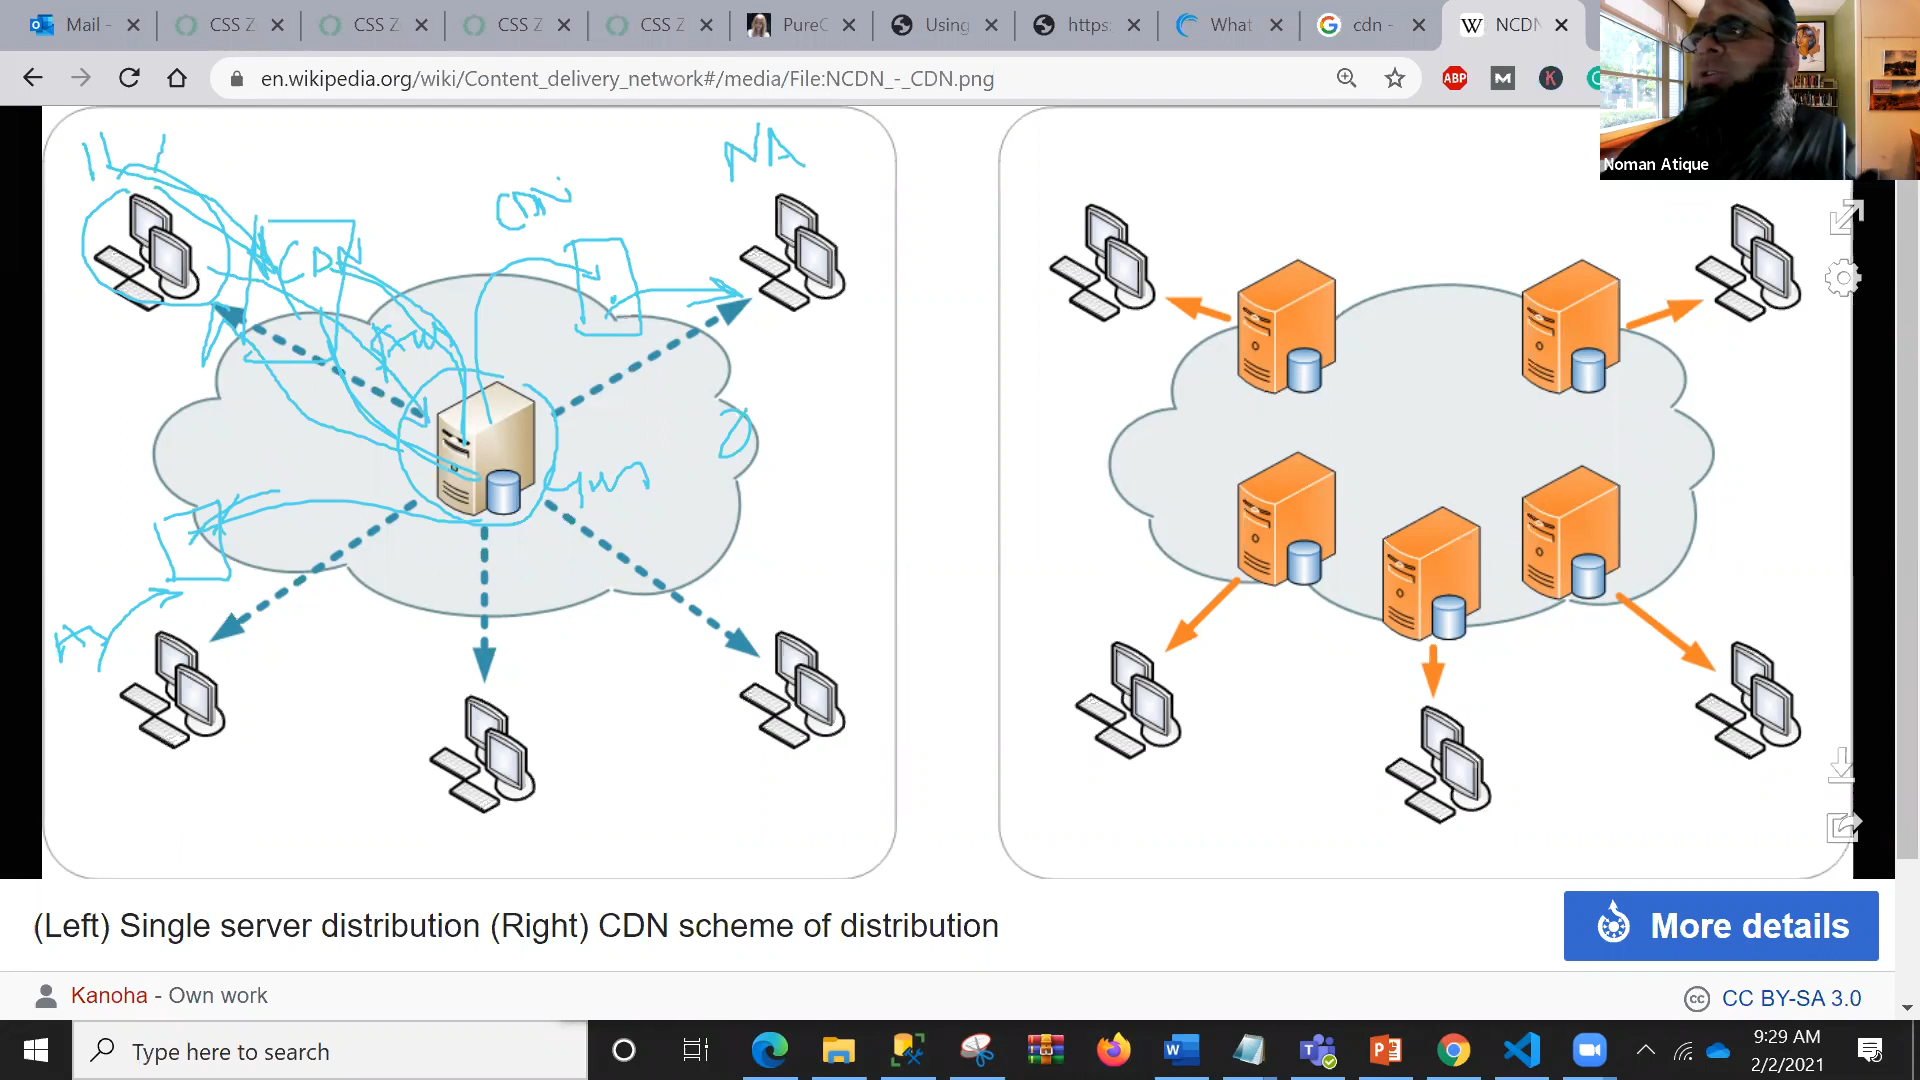 Mail -
CSS Z
CSS Z
CSS Z
CSS Z
PureC
Using
https:
What
cdn -
NCDN
en.wikipedia.org/wiki/Content_delivery_network#/media/File:NCDN_-_CDN.png
ABP
Noman Atique
NA
CDN
CDN
(Left) Single server distribution (Right) CDN scheme of distribution
More details
Kanoha - Own work
CC BY-SA 3.0
Type here to search
9:29 AM
2/2/2021